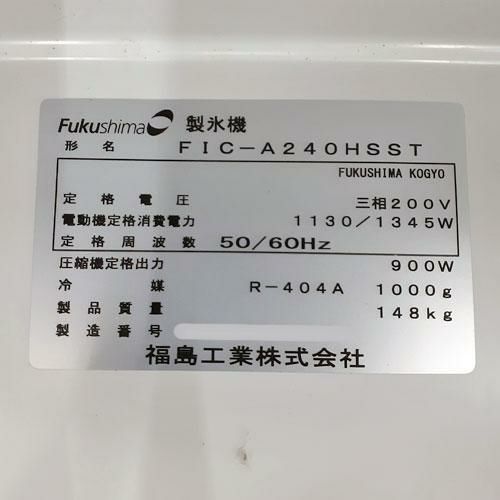 Fukushima 製氷機
形名 FIC-A240HSST
FUKUSHIMA KOGYO
定格電圧 三相200V
電動機定格消費電力 1130/1345W
定格周波数 50/60Hz
圧縮機定格出力 900W
冷媒 R-404A 1000g
製品質量 148kg
製造番号
福島工業株式会社